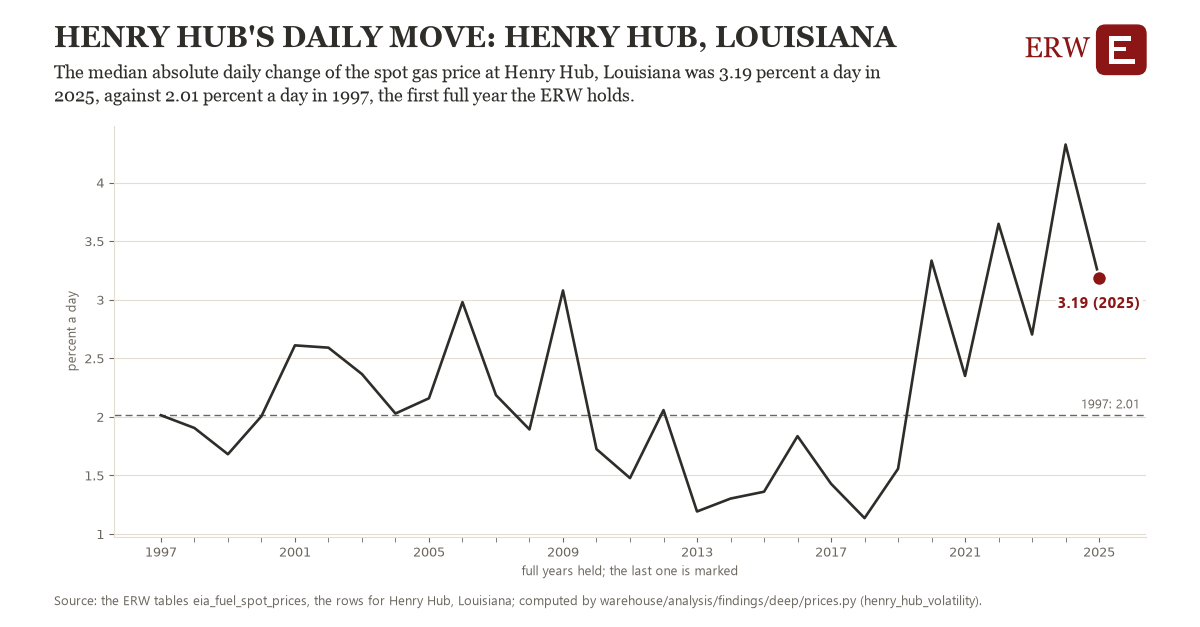 HENRY HUB'S DAILY MOVE: HENRY HUB, LOUISIANA
The median absolute daily change of the spot gas price at Henry Hub, Louisiana was 3.19 percent a day in
2025, against 2.01 percent a day in 1997, the first full year the ERW holds.
ERW E
percent a day
4
3.5
3
2.5
2
1.5
1
3.19 (2025)
1997: 2.01
1997 2001 2005 2009 2013 2017 2021 2025
full years held; the last one is marked
Source: the ERW tables eia_fuel_spot_prices, the rows for Henry Hub, Louisiana; computed by warehouse/analysis/findings/deep/prices.py (henry_hub_volatility).